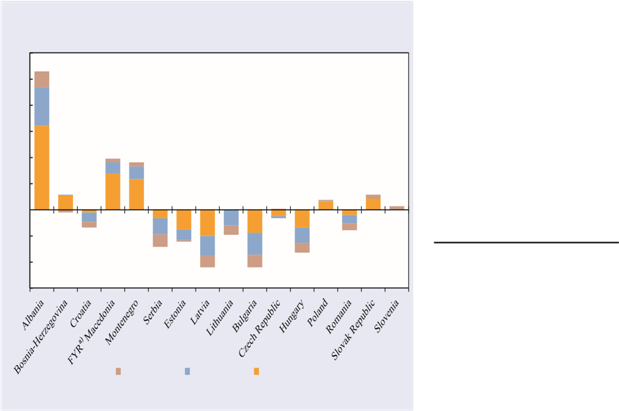 Albania
Bosnia-Herzegovina
Croatia
FYR a) Macedonia
Montenegro
Serbia
Estonia
Latvia
Lithuania
Bulgaria
Czech Republic
Hungary
Poland
Romania
Slovak Republic
Slovenia